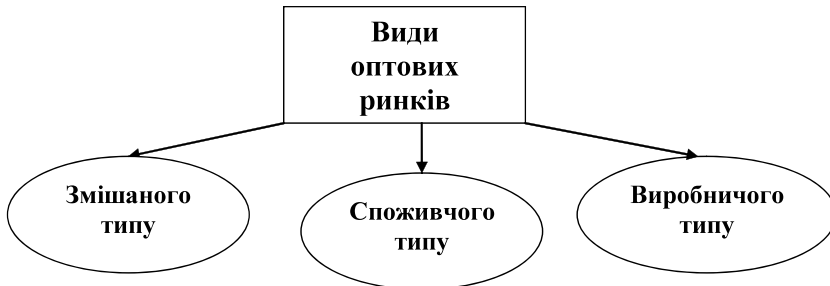 Види
оптових
ринків
Змішаного
типу
Споживчого
типу
Виробничого
типу